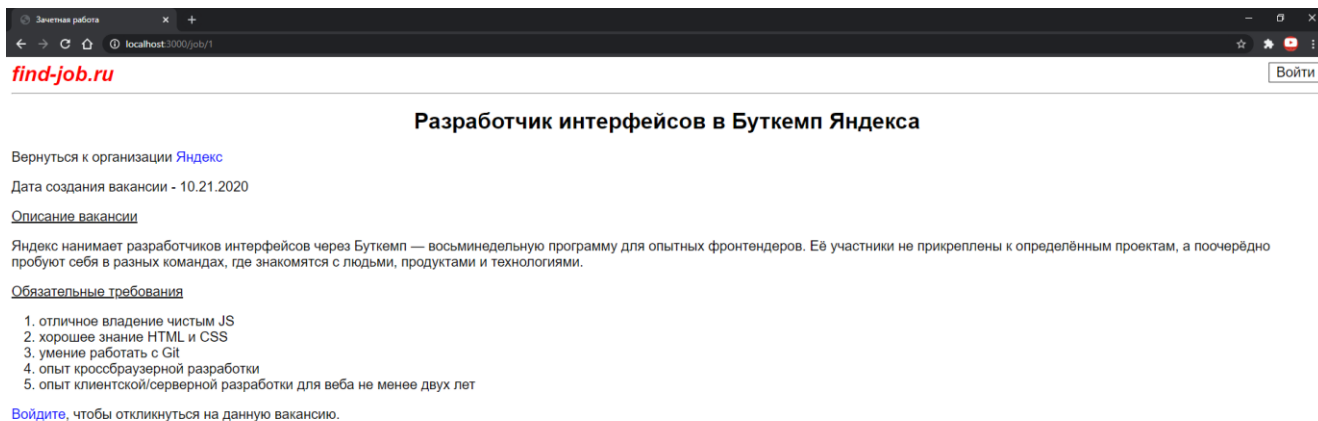 Зачетная работа
localhost:3000/job/1
find-job.ru
Войти
Разработчик интерфейсов в Буткемп Яндекса
Вернуться к организации Яндекс
Дата создания вакансии - 10.21.2020
Описание вакансии
Яндекс нанимает разработчиков интерфейсов через Буткемп — восьминедельную программу для опытных фронтендеров. Её участники не прикреплены к определённым проектам, а поочерёдно
пробуют себя в разных командах, где знакомятся с людьми, продуктами и технологиями.
Обязательные требования
1. отличное владение чистым JS
2. хорошее знание HTML и CSS
3. умение работать с Git
4. опыт кроссбраузерной разработки
5. опыт клиентской/серверной разработки для веба не менее двух лет
Войдите, чтобы откликнуться на данную вакансию.